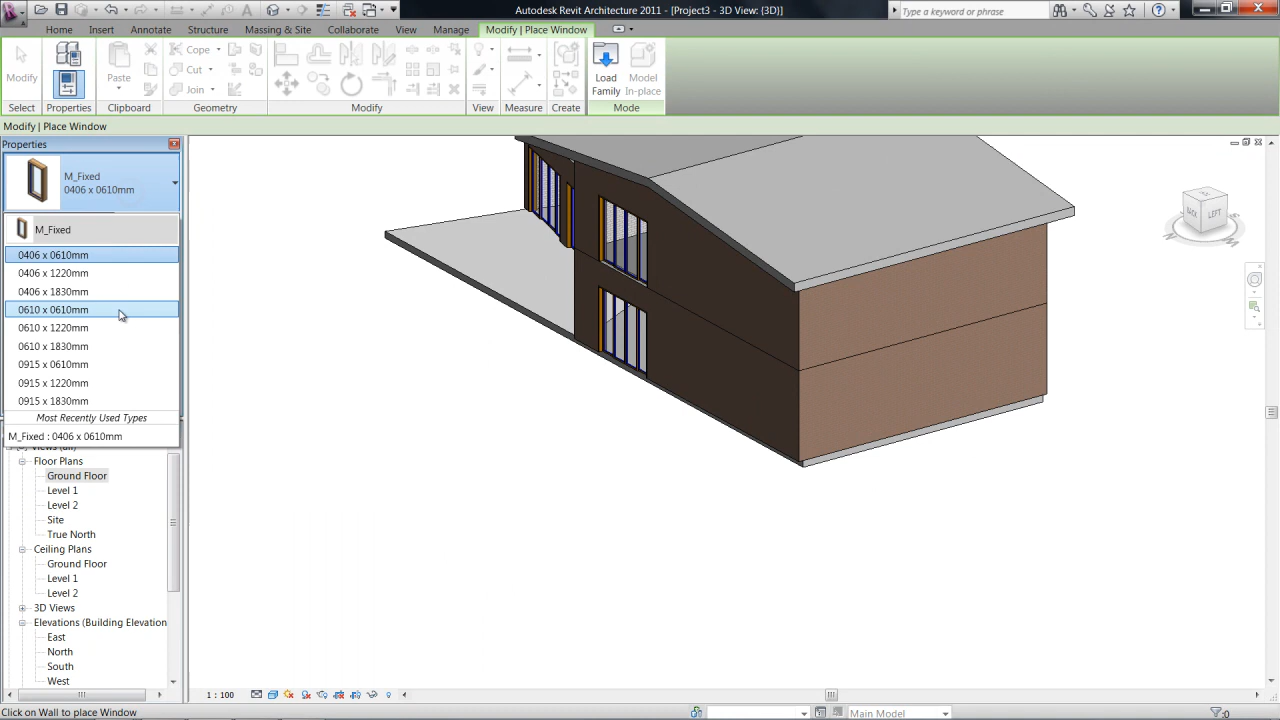 Autodesk Revit Architecture 2011 - [Project3 - 3D View: {3D}]
Type a keyword or phrase
Home Insert Annotate Structure Massing & Site Collaborate View Manage Modify | Place Window
Modify
Properties
Paste
Cope
Cut
Join
Load Family
Model In-place
Select Properties Clipboard Geometry Modify View Measure Create Mode
Modify | Place Window
Properties
M_Fixed
0406 x 0610mm
M_Fixed
0406 x 0610mm
0406 x 1220mm
0406 x 1830mm
0610 x 0610mm
0610 x 1220mm
0610 x 1830mm
0915 x 0610mm
0915 x 1220mm
0915 x 1830mm
Most Recently Used Types
M_Fixed : 0406 x 0610mm
Views (all)
Floor Plans
Ground Floor
Level 1
Level 2
Site
True North
Ceiling Plans
Ground Floor
Level 1
Level 2
3D Views
Elevations (Building Elevation
East
North
South
West
BACK LEFT
1 : 100
Click on Wall to place Window
Main Model
:0